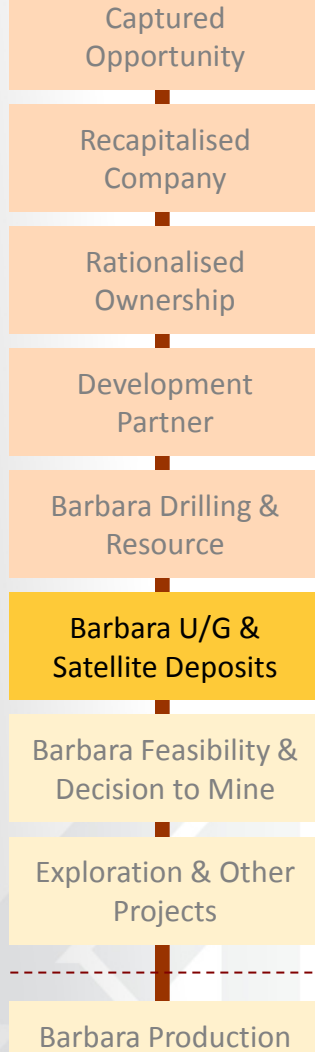 Captured
Opportunity
Recapitalised
Company
Rationalised
Ownership
Development
Partner
Barbara Drilling &
Resource
Barbara U/G &
Satellite Deposits
Barbara Feasibility &
Decision to Mine
Exploration & Other
Projects
Barbara Production